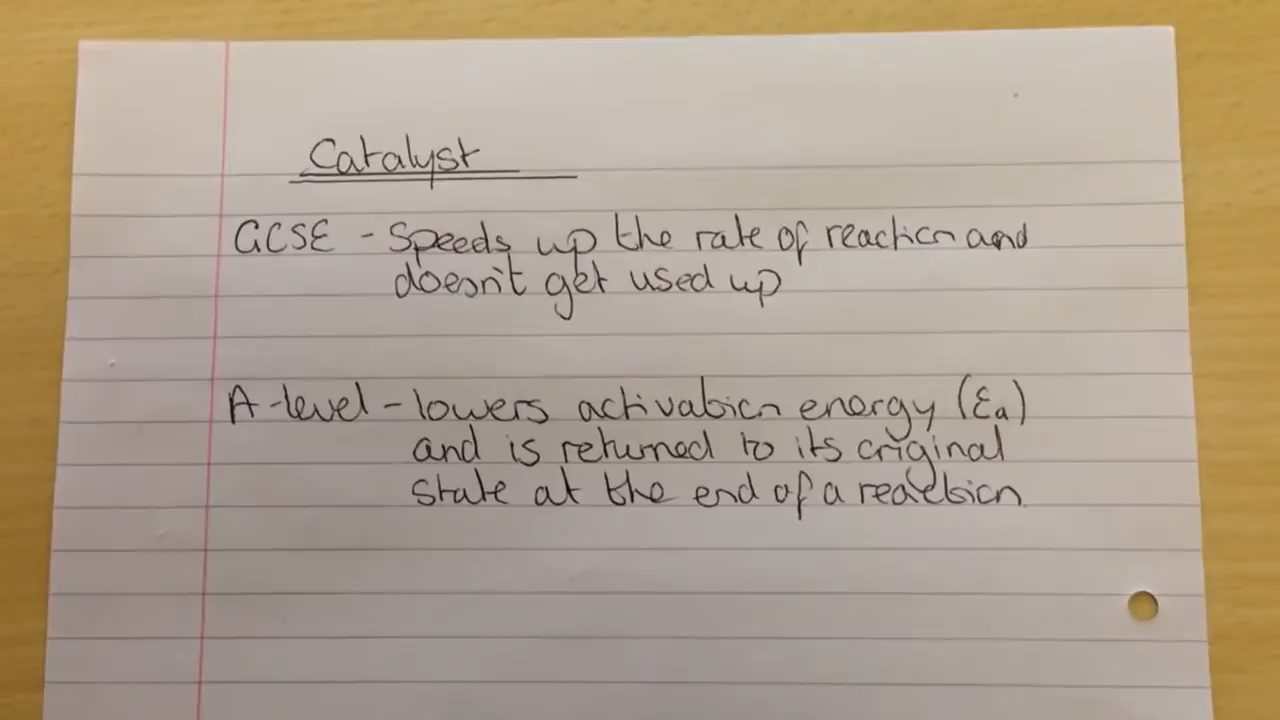 Catalyst
GCSE - Speeds up the rate of reaction and
doesn't get used up
A-level - lowers activation energy (Ea)
and is returned to its original
state at the end of a reaction.